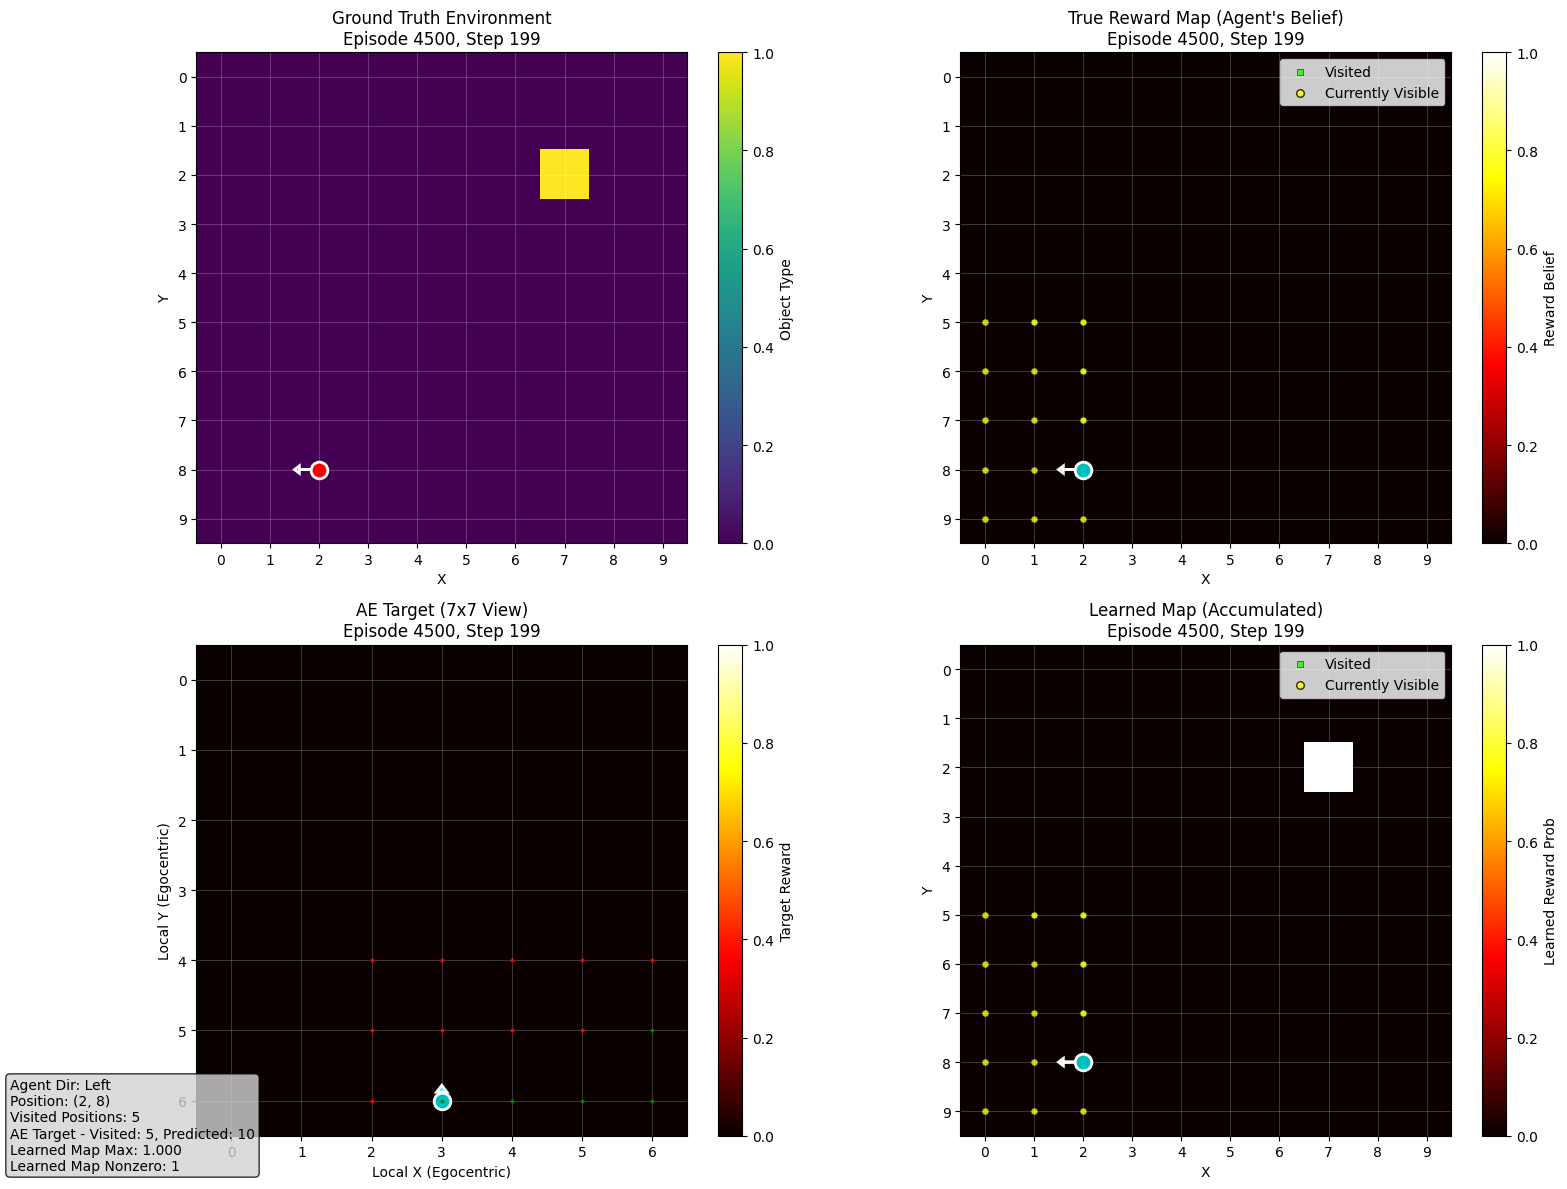 Ground Truth Environment
Episode 4500, Step 199
0
1
2
3
4
5
6
7
8
9
Y
0 1 2 3 4 5 6 7 8 9
X
1.0
0.8
0.6
0.4
0.2
0.0
Object Type
True Reward Map (Agent's Belief)
Episode 4500, Step 199
Visited
Currently Visible
0
1
2
3
4
5
6
7
8
9
Y
0 1 2 3 4 5 6 7 8 9
X
1.0
0.8
0.6
0.4
0.2
0.0
Reward Belief
AE Target (7x7 View)
Episode 4500, Step 199
0
1
2
3
4
5
6
Local Y (Egocentric)
0 1 2 3 4 5 6
Local X (Egocentric)
1.0
0.8
0.6
0.4
0.2
0.0
Target Reward
Agent Dir: Left
Position: (2, 8)
Visited Positions: 5
AE Target - Visited: 5, Predicted: 10
Learned Map Max: 1.000
Learned Map Nonzero: 1
Learned Map (Accumulated)
Episode 4500, Step 199
Visited
Currently Visible
0
1
2
3
4
5
6
7
8
9
Y
0 1 2 3 4 5 6 7 8 9
X
1.0
0.8
0.6
0.4
0.2
0.0
Learned Reward Prob